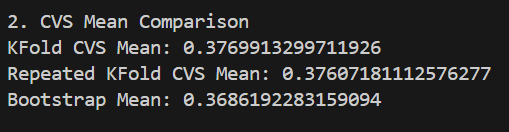 2. CVS Mean Comparison
KFold CVS Mean: 0.3769913299711926
Repeated KFold CVS Mean: 0.37607181112576277
Bootstrap Mean: 0.3686192283159094